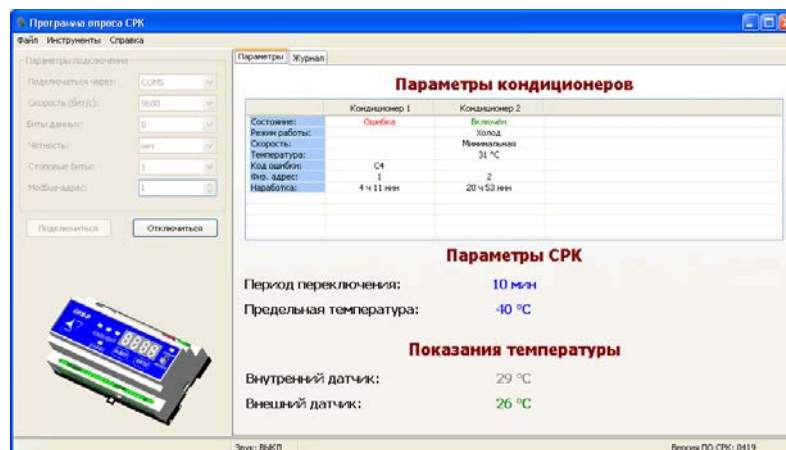 Программа опроса СРК
Файл Инструменты Справка
Параметры подключения
Подключаться через: COM5
Скорость (бит/с): 9600
Биты данных: 8
Четность: нет
Стоповые биты: 1
Modbus-адрес: 1
Подключиться Отключиться
Параметры Журнал
Параметры кондиционеров
Кондиционер 1 Кондиционер 2
Состояние: Ошибка Включён
Режим работы: Холод
Скорость: Минимальная
Температура: 31 °C
Код ошибки: C4
Физ. адрес: 1 2
Наработка: 4 ч 11 мин 20 ч 53 мин
Параметры СРК
Период переключения: 10 мин
Предельная температура: 40 °C
Показания температуры
Внутренний датчик: 29 °C
Внешний датчик: 26 °C
Звук: ВЫКЛ Версия ПО СРК: 0419